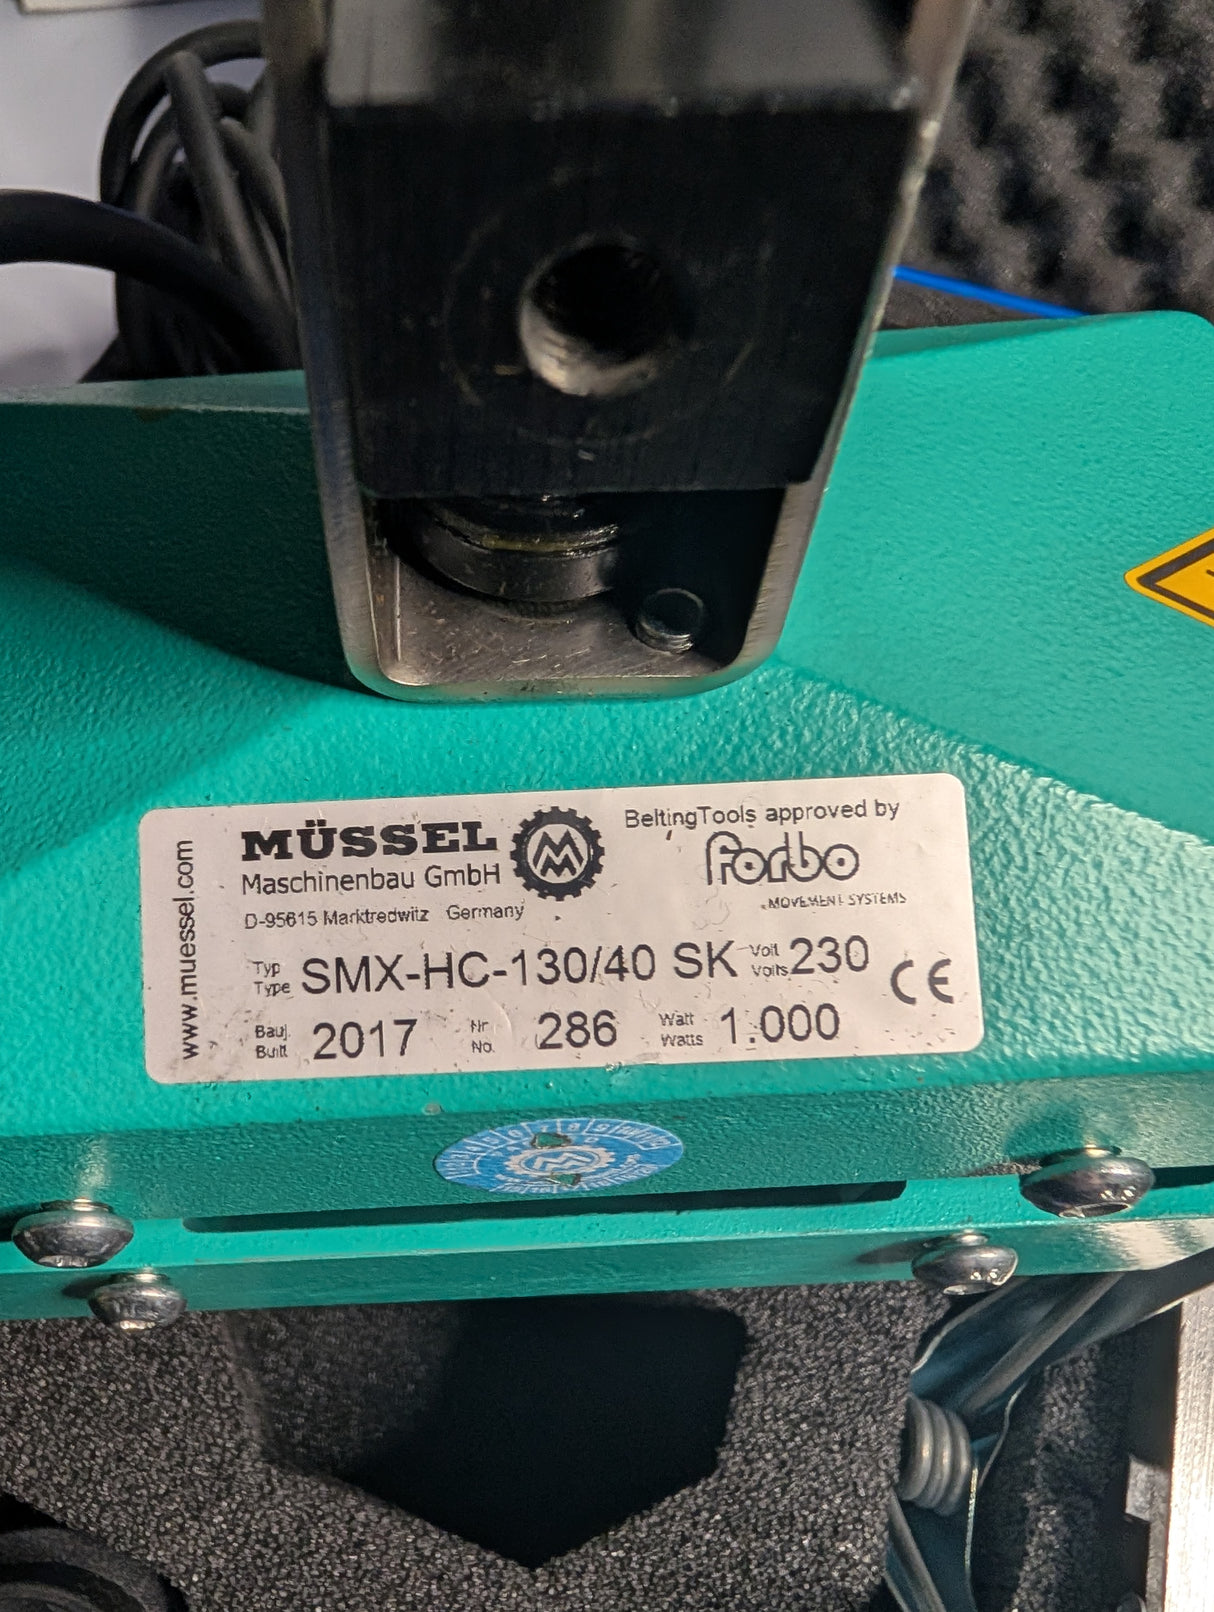 www.muessel.com
MÜSSEL
Maschinenbau GmbH
D-95615 Marktredwitz Germany
BeltingTools approved by
forbo
MOVEMENT SYSTEMS
Typ Type SMX-HC-130/40 SK Volt Volts 230
CE
Bauj. Built 2017 Nr. No. 286 Watt Watts 1.000